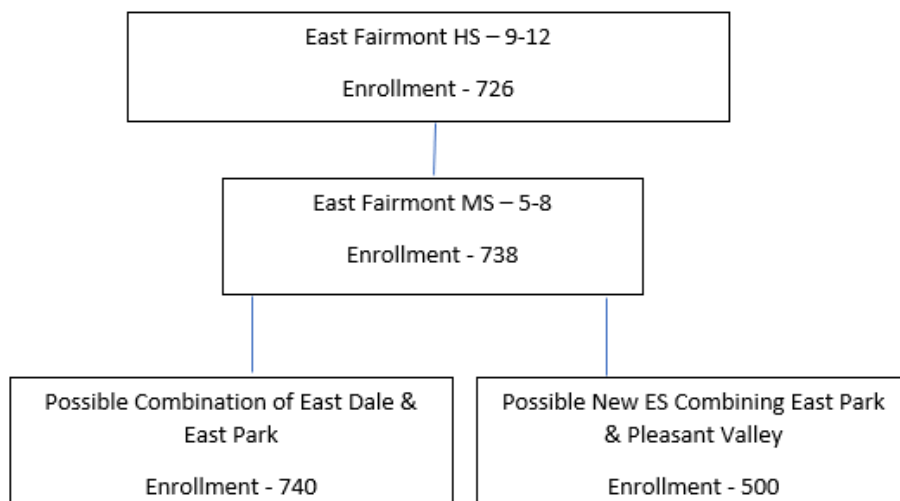 East Fairmont HS – 9-12
Enrollment - 726
East Fairmont MS – 5-8
Enrollment - 738
Possible Combination of East Dale &
East Park
Enrollment - 740
Possible New ES Combining East Park
& Pleasant Valley
Enrollment - 500